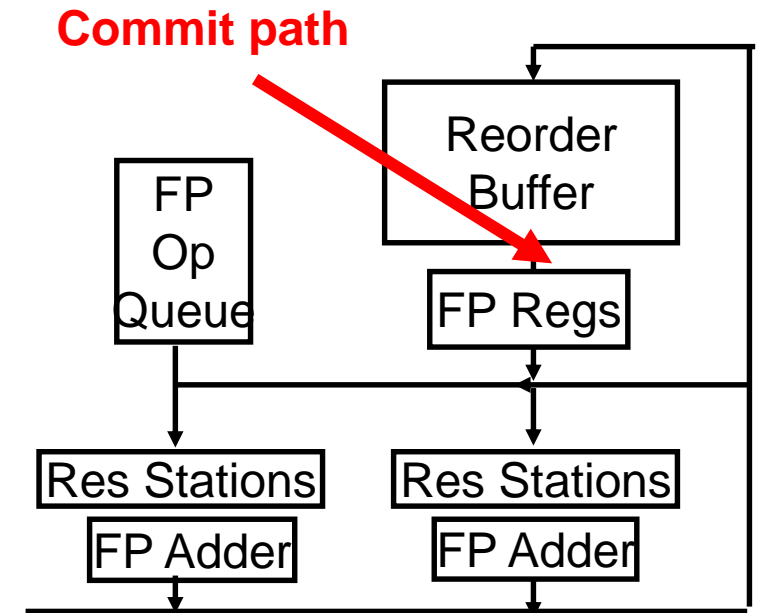 Commit path
Reorder
Buffer
FP
Op
Queue
FP Regs
Res Stations
Res Stations
FP Adder
FP Adder